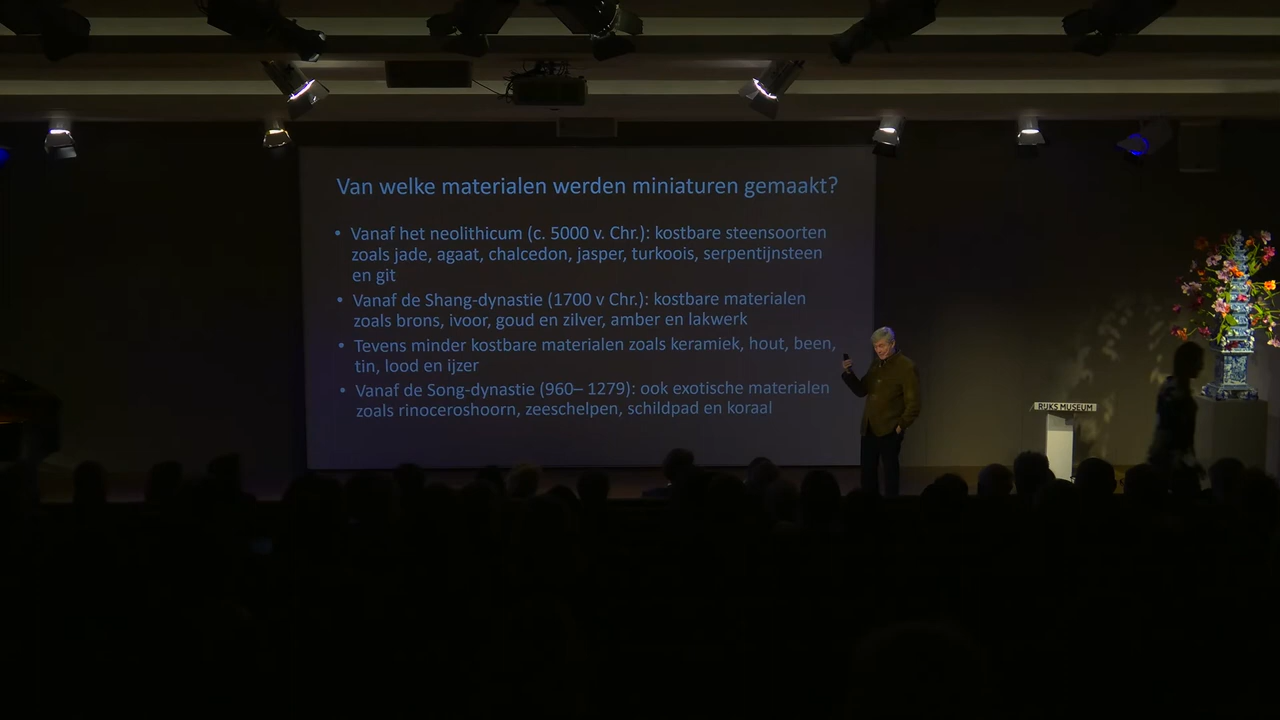 Van welke materialen werden miniaturen gemaakt?
• Vanaf het neolithicum (c. 5000 v. Chr.): kostbare steensoorten
zoals jade, agaat, chalcedon, jasper, turkoois, serpentijnsteen
en git
• Vanaf de Shang-dynastie (1700 v Chr.): kostbare materialen
zoals brons, ivoor, goud en zilver, amber en lakwerk
• Tevens minder kostbare materialen zoals keramiek, hout, been,
tin, lood en ijzer
• Vanaf de Song-dynastie (960– 1279): ook exotische materialen
zoals rinoceroshoorn, zeeschelpen, schildpad en koraal
RIJKS MUSEUM